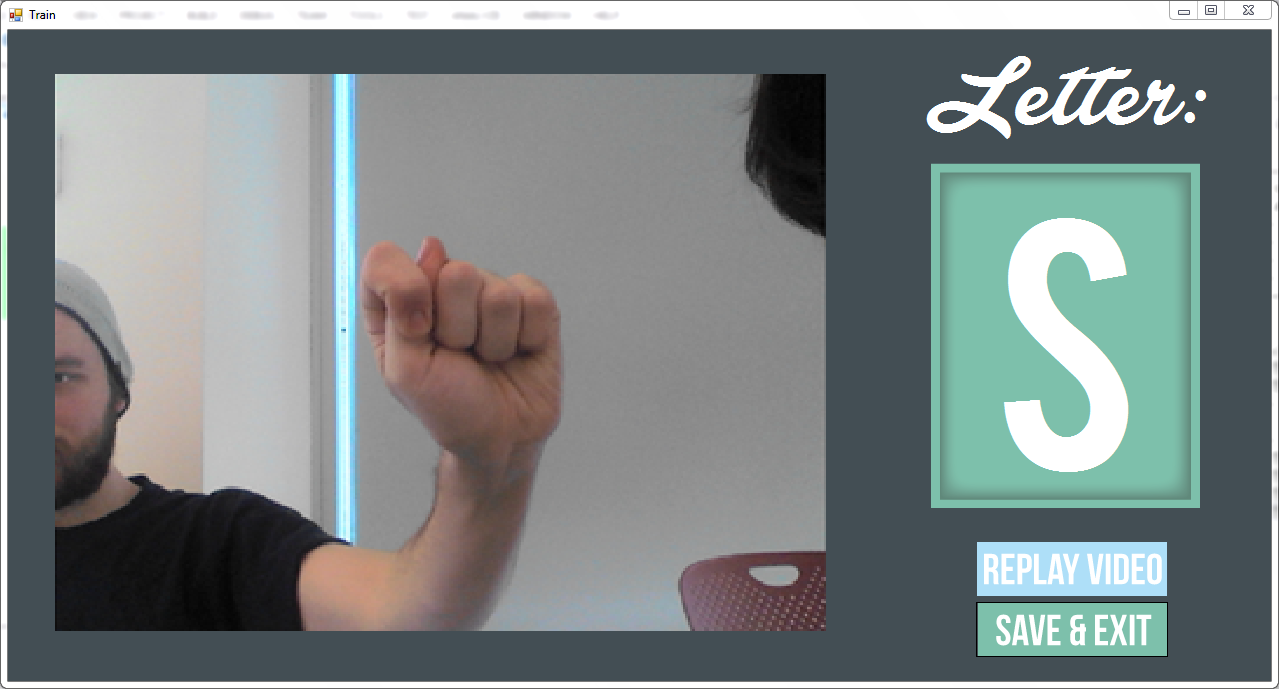 Train
Letter:
S
REPLAY VIDEO
SAVE & EXIT